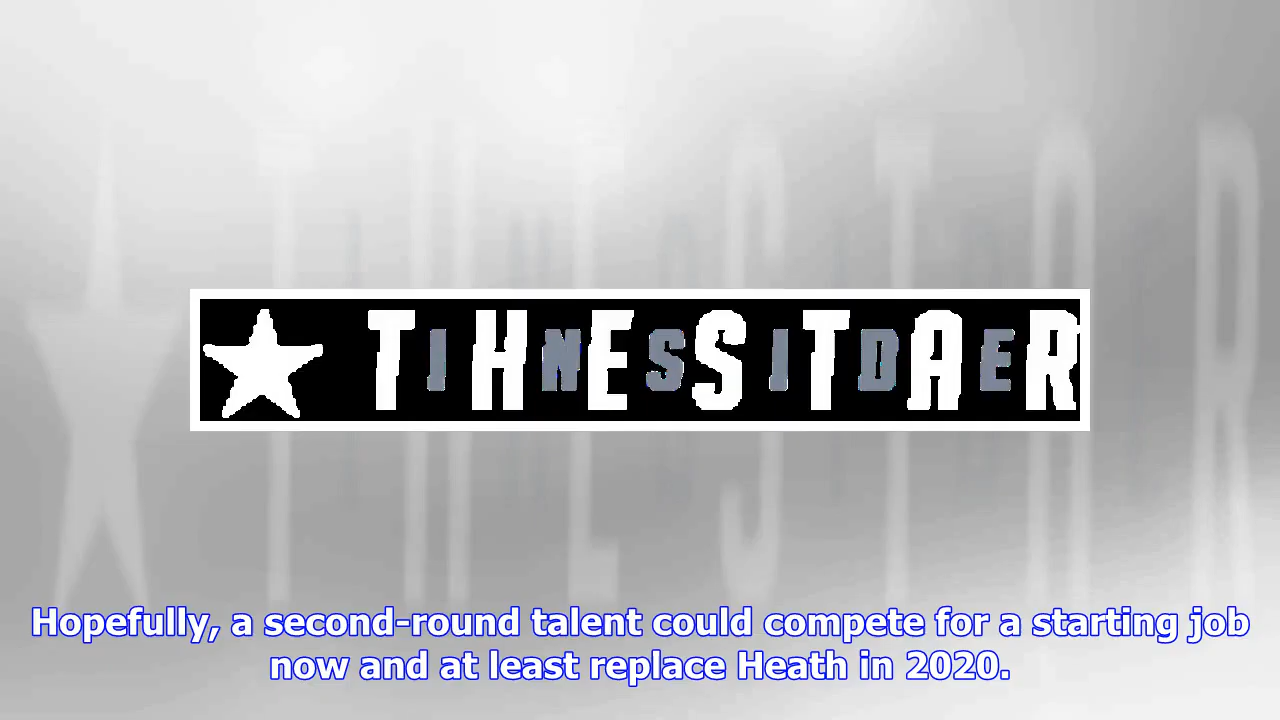 THE STAR
INSIDE
Hopefully, a second-round talent could compete for a starting job
now and at least replace Heath in 2020.